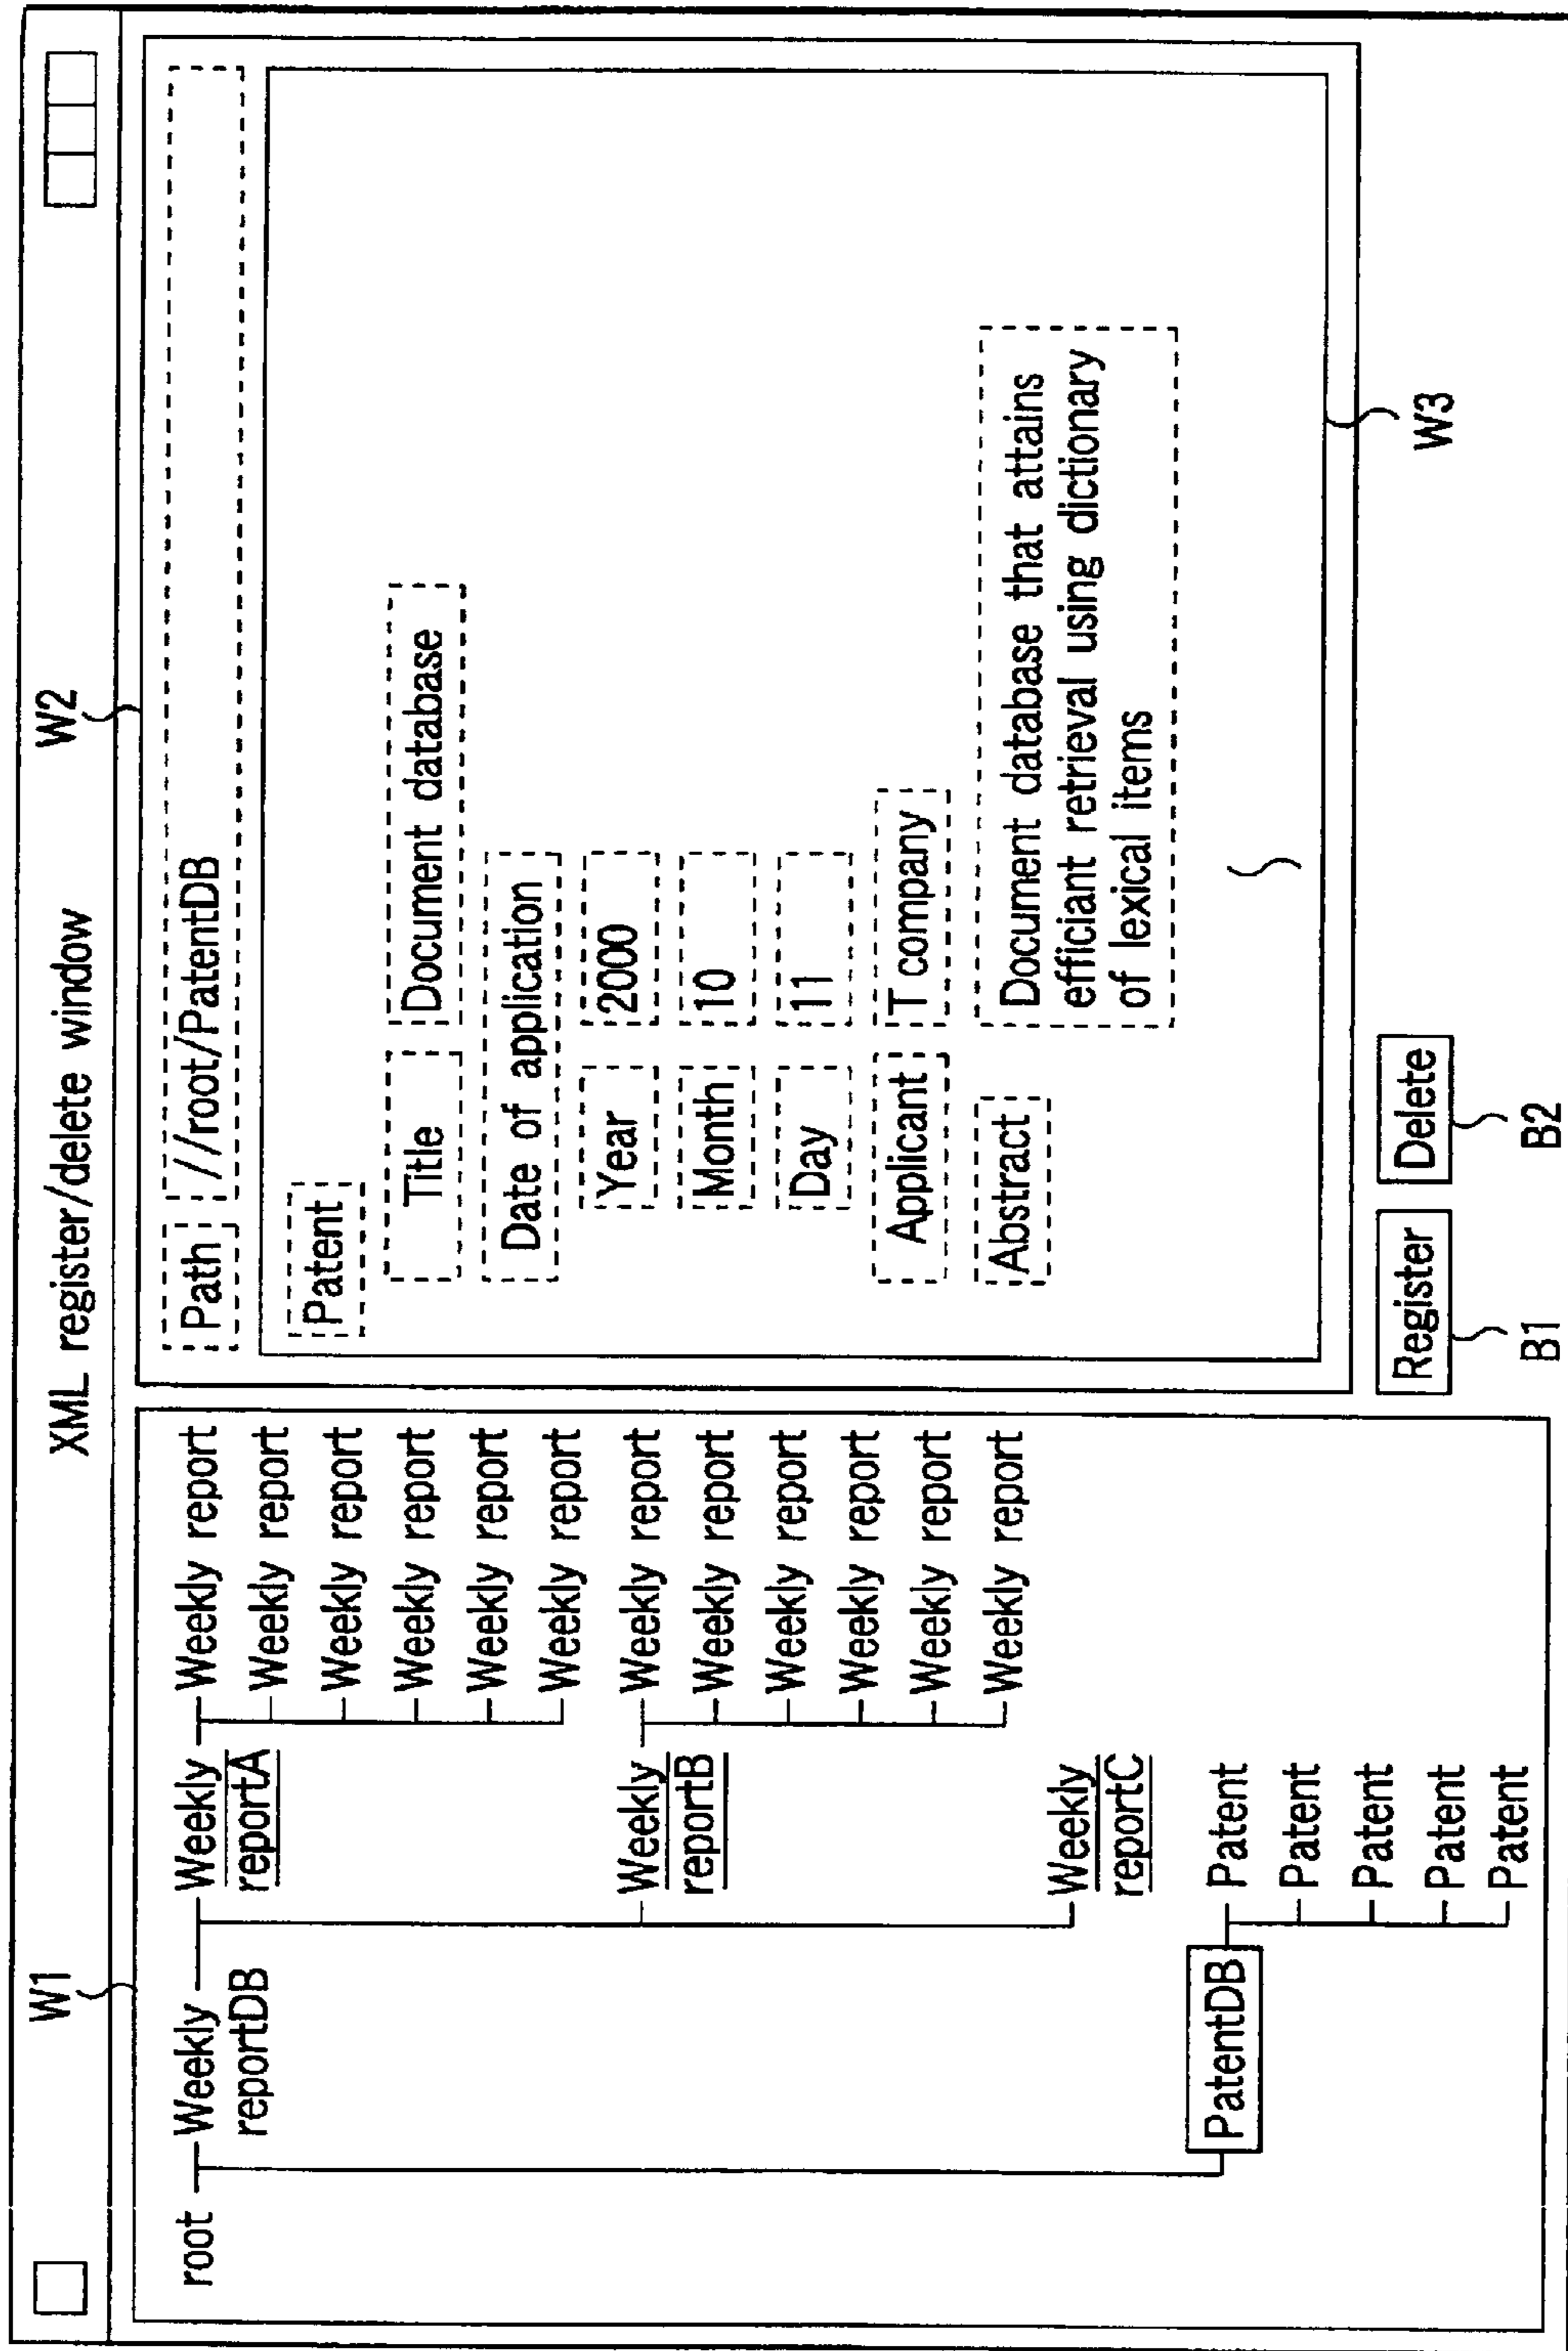 XML register/delete window
W1
W2
root
Weekly
reportDB
Weekly
reportA
Weekly report
Weekly report
Weekly report
Weekly report
Weekly report
Weekly report
Weekly
reportB
Weekly report
Weekly report
Weekly report
Weekly report
Weekly report
Weekly report
Weekly
reportC
PatentDB
Patent
Patent
Patent
Patent
Patent
Path //root/PatentDB
Patent
Title Document database
Date of application
Year 2000
Month 10
Day 11
Applicant T company
Abstract Document database that attains
efficiant retrieval using dictionary
of lexical items
W3
Register Delete
B1 B2